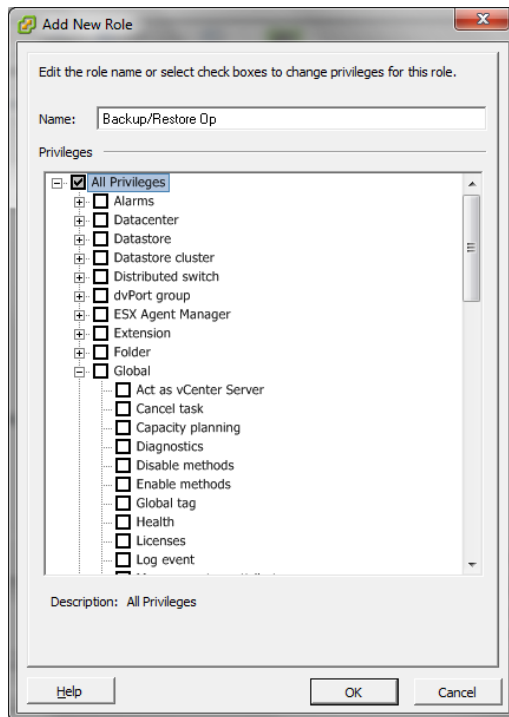 Add New Role
Edit the role name or select check boxes to change privileges for this role.
Name: Backup/Restore Op
Privileges
All Privileges
Alarms
Datacenter
Datastore
Datastore cluster
Distributed switch
dvPort group
ESX Agent Manager
Extension
Folder
Global
Act as vCenter Server
Cancel task
Capacity planning
Diagnostics
Disable methods
Enable methods
Global tag
Health
Licenses
Log event
Description: All Privileges
Help OK Cancel